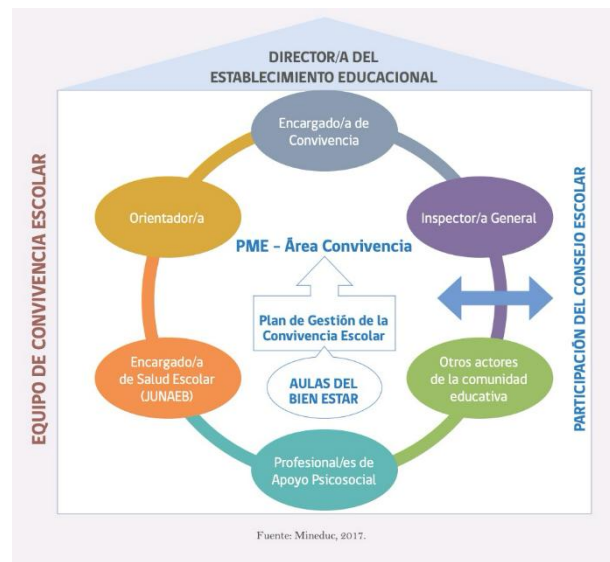 DIRECTOR/A DEL
ESTABLECIMIENTO EDUCACIONAL
EQUIPO DE CONVIVENCIA ESCOLAR
Encargado/a de
Convivencia
Orientador/a
Inspector/a General
PME – Área Convivencia
Plan de Gestión de la
Convivencia Escolar
AULAS DEL
BIEN ESTAR
Encargado/a
de Salud Escolar
(JUNAEB)
Otros actores
de la comunidad
educativa
Profesional/es de
Apoyo Psicosocial
PARTICIPACIÓN DEL CONSEJO ESCOLAR
Fuente: Mineduc, 2017.